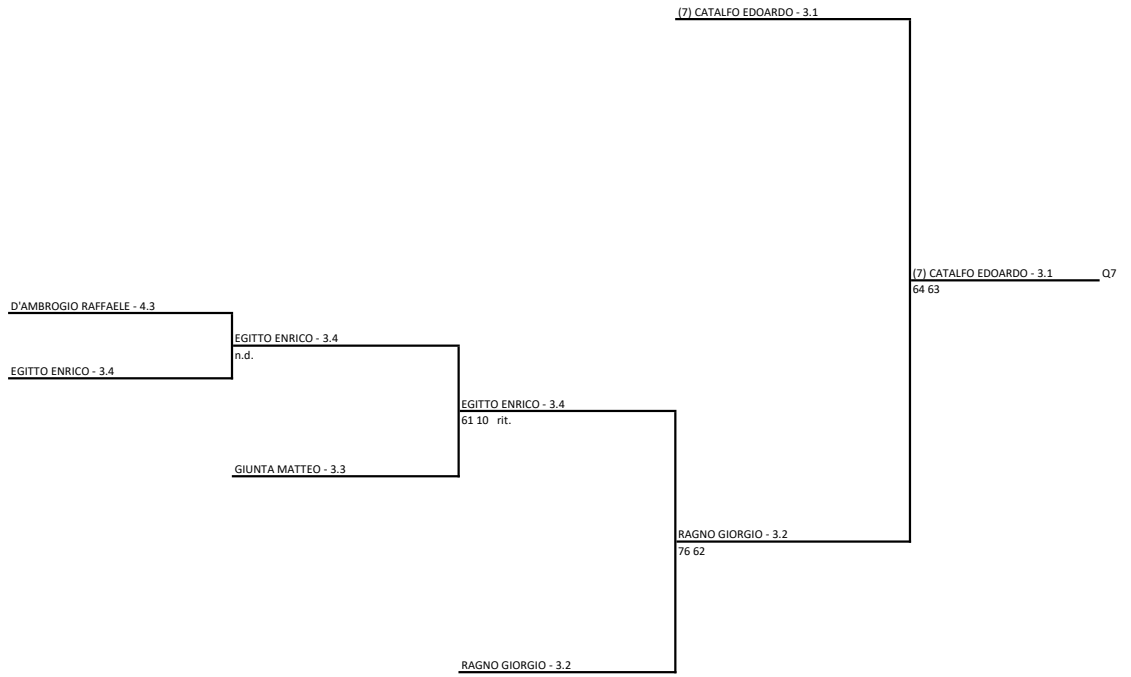 (7) CATALFO EDOARDO - 3.1
(7) CATALFO EDOARDO - 3.1 Q7
64 63
D'AMBROGIO RAFFAELE - 4.3
EGITTO ENRICO - 3.4
n.d.
EGITTO ENRICO - 3.4
EGITTO ENRICO - 3.4
61 10 rit.
GIUNTA MATTEO - 3.3
RAGNO GIORGIO - 3.2
76 62
RAGNO GIORGIO - 3.2